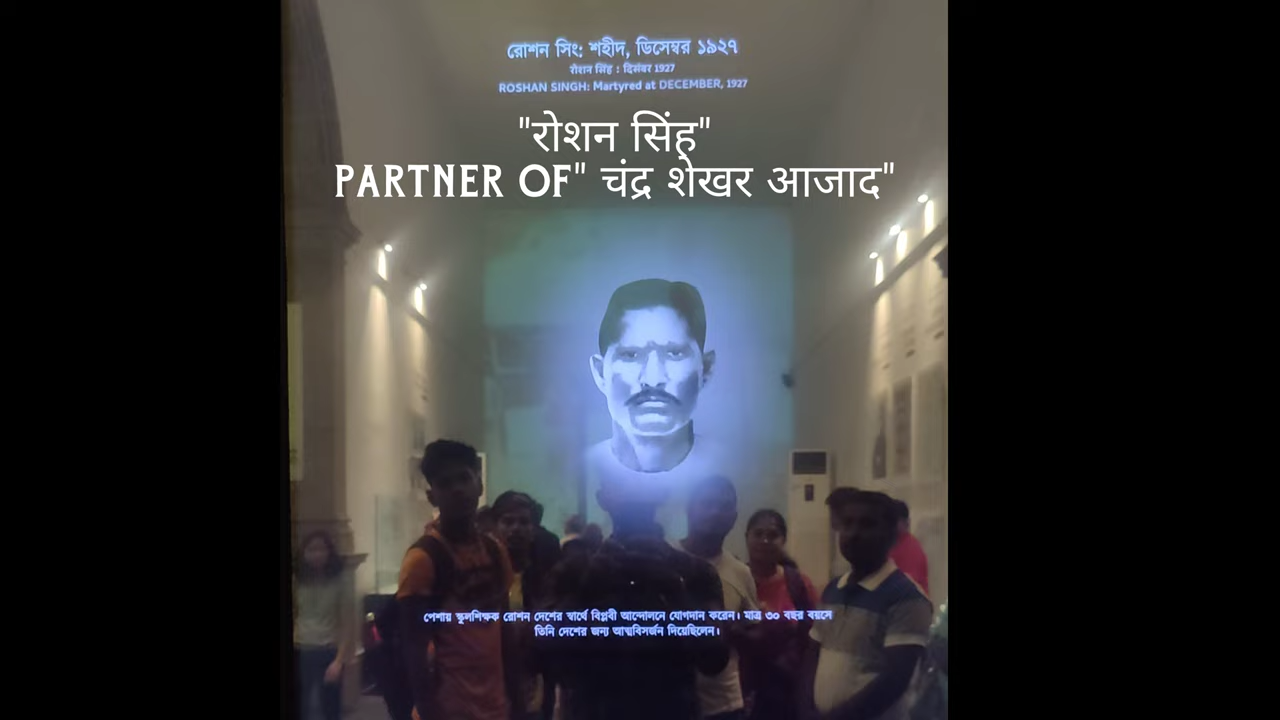 রোশন সিং: শহীদ, ডিসেম্বর ১৯২৭
रोशन सिंह : दिसंबर 1927
ROSHAN SINGH: Martyred at DECEMBER, 1927
"रोशन सिंह"
PARTNER OF" चंद्र शेखर आजाद"
পেশায় স্কুলশিক্ষক রোশন দেশের স্বার্থে বিপ্লবী আন্দোলনে যোগদান করেন। মাত্র ৩০ বছর বয়সে
তিনি দেশের জন্য আত্মবিসর্জন দিয়েছিলেন।